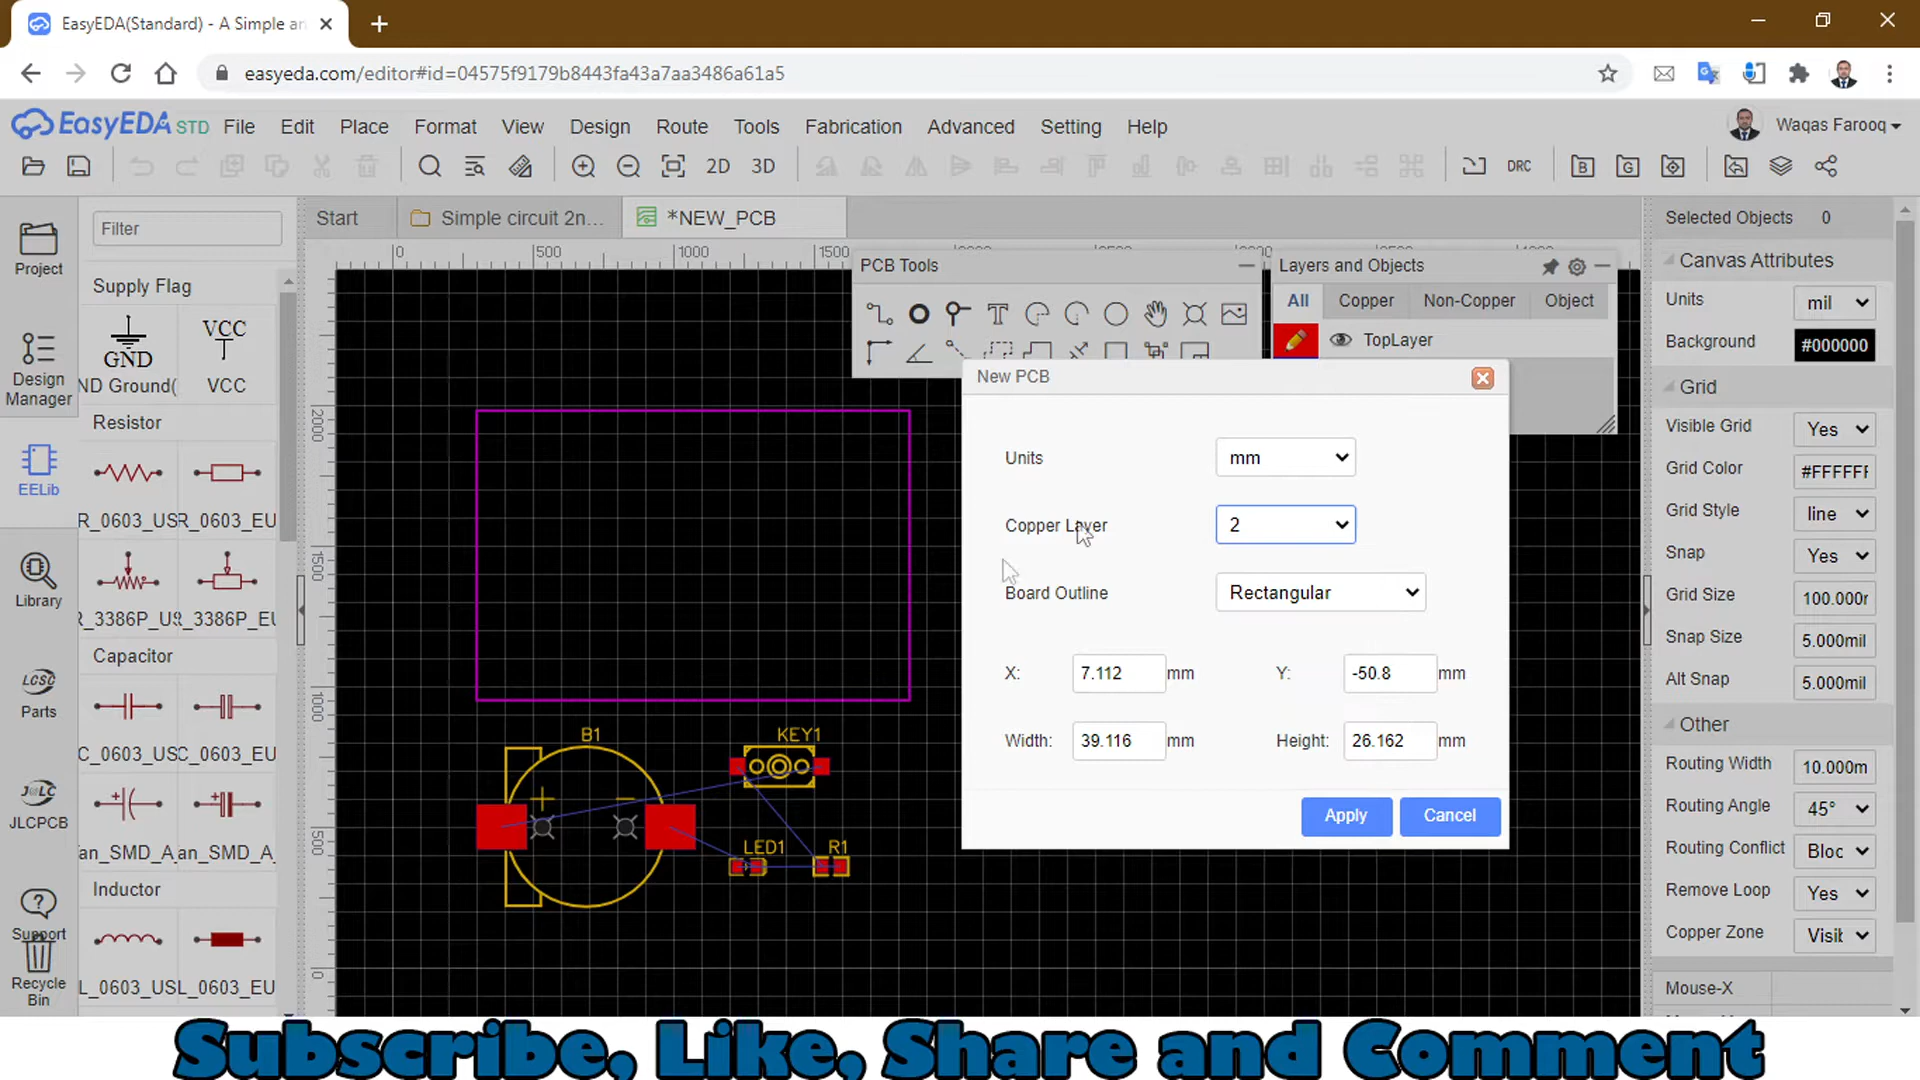 EasyEDA(Standard) - A Simple an
easyeda.com/editor#id=04575f9179b8443fa43a7aa3486a61a5
EasyEDA STD File Edit Place Format View Design Route Tools Fabrication Advanced Setting Help Waqas Farooq
2D 3D DRC
Start Simple circuit 2n... *NEW_PCB
Project
Design Manager
EELib
Library
LCSC
Parts
JLCPCB
Support
Recycle Bin
Filter
Supply Flag
GND VCC
ND Ground( VCC
Resistor
R_0603_US R_0603_EU
R_3386P_US R_3386P_EU
Capacitor
C_0603_US C_0603_EU
an_SMD_A an_SMD_A
Inductor
L_0603_US L_0603_EU
0 500 1000 1500
2000
1500
1000
500
0
B1 KEY1
LED1 R1
PCB Tools
Layers and Objects
All Copper Non-Copper Object
TopLayer
New PCB
Units mm
Copper Layer 2
Board Outline Rectangular
X: 7.112 mm Y: -50.8 mm
Width: 39.116 mm Height: 26.162 mm
Apply Cancel
Selected Objects 0
Canvas Attributes
Units mil
Background #000000
Grid
Visible Grid Yes
Grid Color #FFFFFF
Grid Style line
Snap Yes
Grid Size 100.000r
Snap Size 5.000mil
Alt Snap 5.000mil
Other
Routing Width 10.000m
Routing Angle 45°
Routing Conflict Bloc
Remove Loop Yes
Copper Zone Visit
Mouse-X
Subscribe, Like, Share and Comment